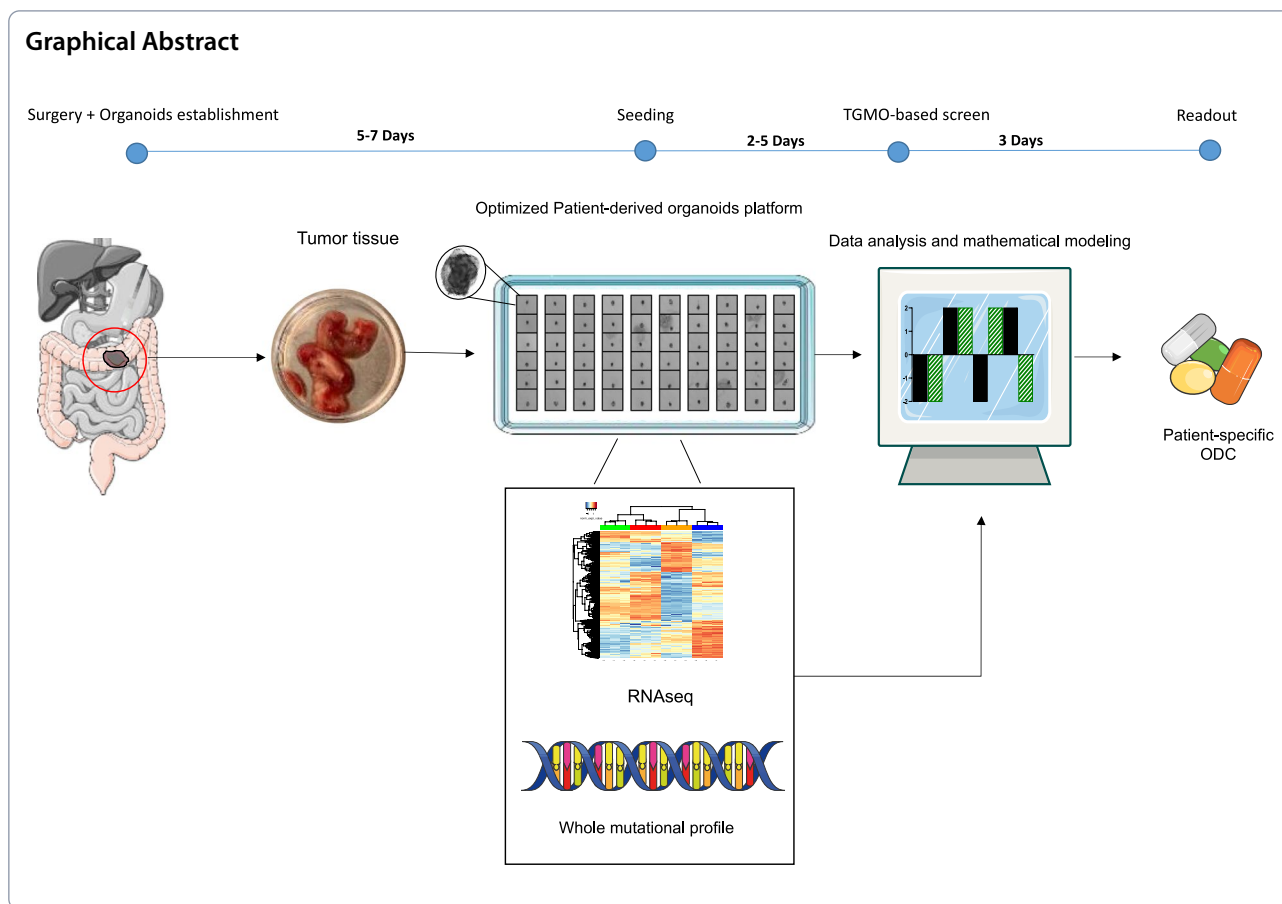 Graphical Abstract
Surgery + Organoids establishment
5-7 Days
Seeding
2-5 Days
TGMO-based screen
3 Days
Readout
Optimized Patient-derived organoids platform
Tumor tissue
Data analysis and mathematical modeling
2
1
0
-1
-2
Patient-specific
ODC
RNAseq
Whole mutational profile